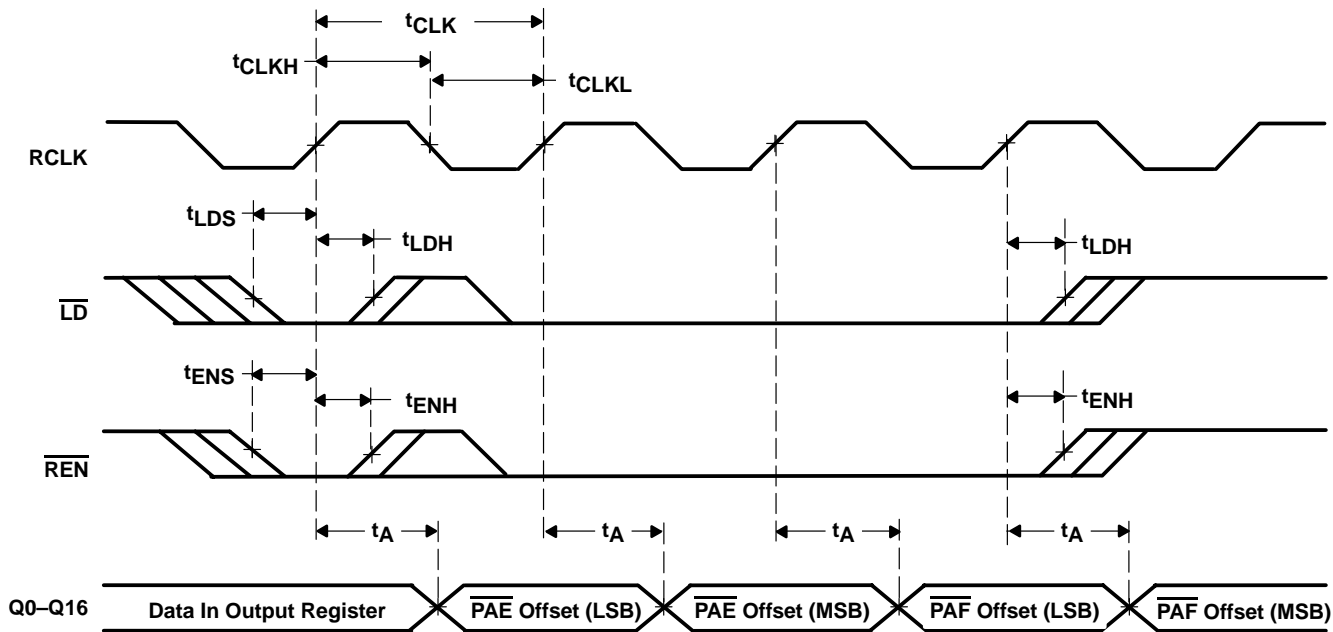 tCLK
tCLKH
tCLKL
RCLK
tLDS
tLDH
tLDH
LD
tENS
tENH
tENH
REN
tA
tA
tA
tA
Q0–Q16
Data In Output Register
PAE Offset (LSB)
PAE Offset (MSB)
PAF Offset (LSB)
PAF Offset (MSB)